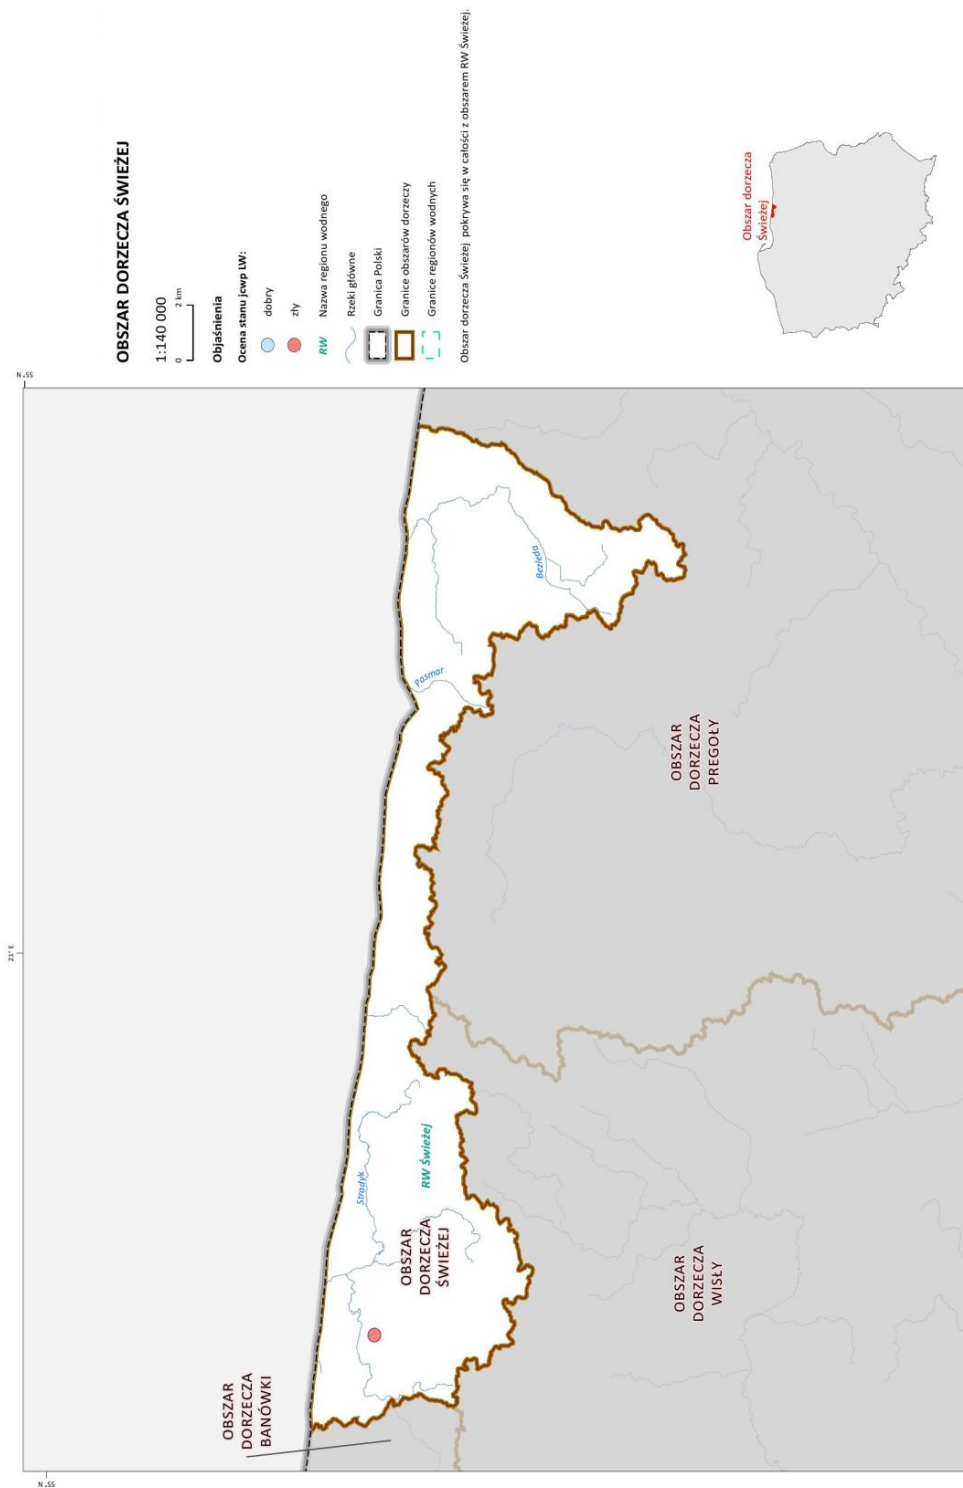 OBSZAR DORZECZA ŚWIEŻEJ
1:140 000
0 2 km
Objaśnienia
Ocena stanu jcwp LW:
dobry
zły
RW Nazwa regionu wodnego
Rzeki główne
Granica Polski
Granice obszarów dorzeczy
Granice regionów wodnych
Obszar dorzecza Świeżej pokrywa się w całości z obszarem RW Świeżej.
Obszar dorzecza
Świeżej
N.55
21° E
N.55
OBSZAR
DORZECZA
BANÓWKI
Stradyk
OBSZAR
DORZECZA
ŚWIEŻEJ
RW Świeżej
Pasmar
Bezleda
OBSZAR
DORZECZA
WISŁY
OBSZAR
DORZECZA
PREGOŁY